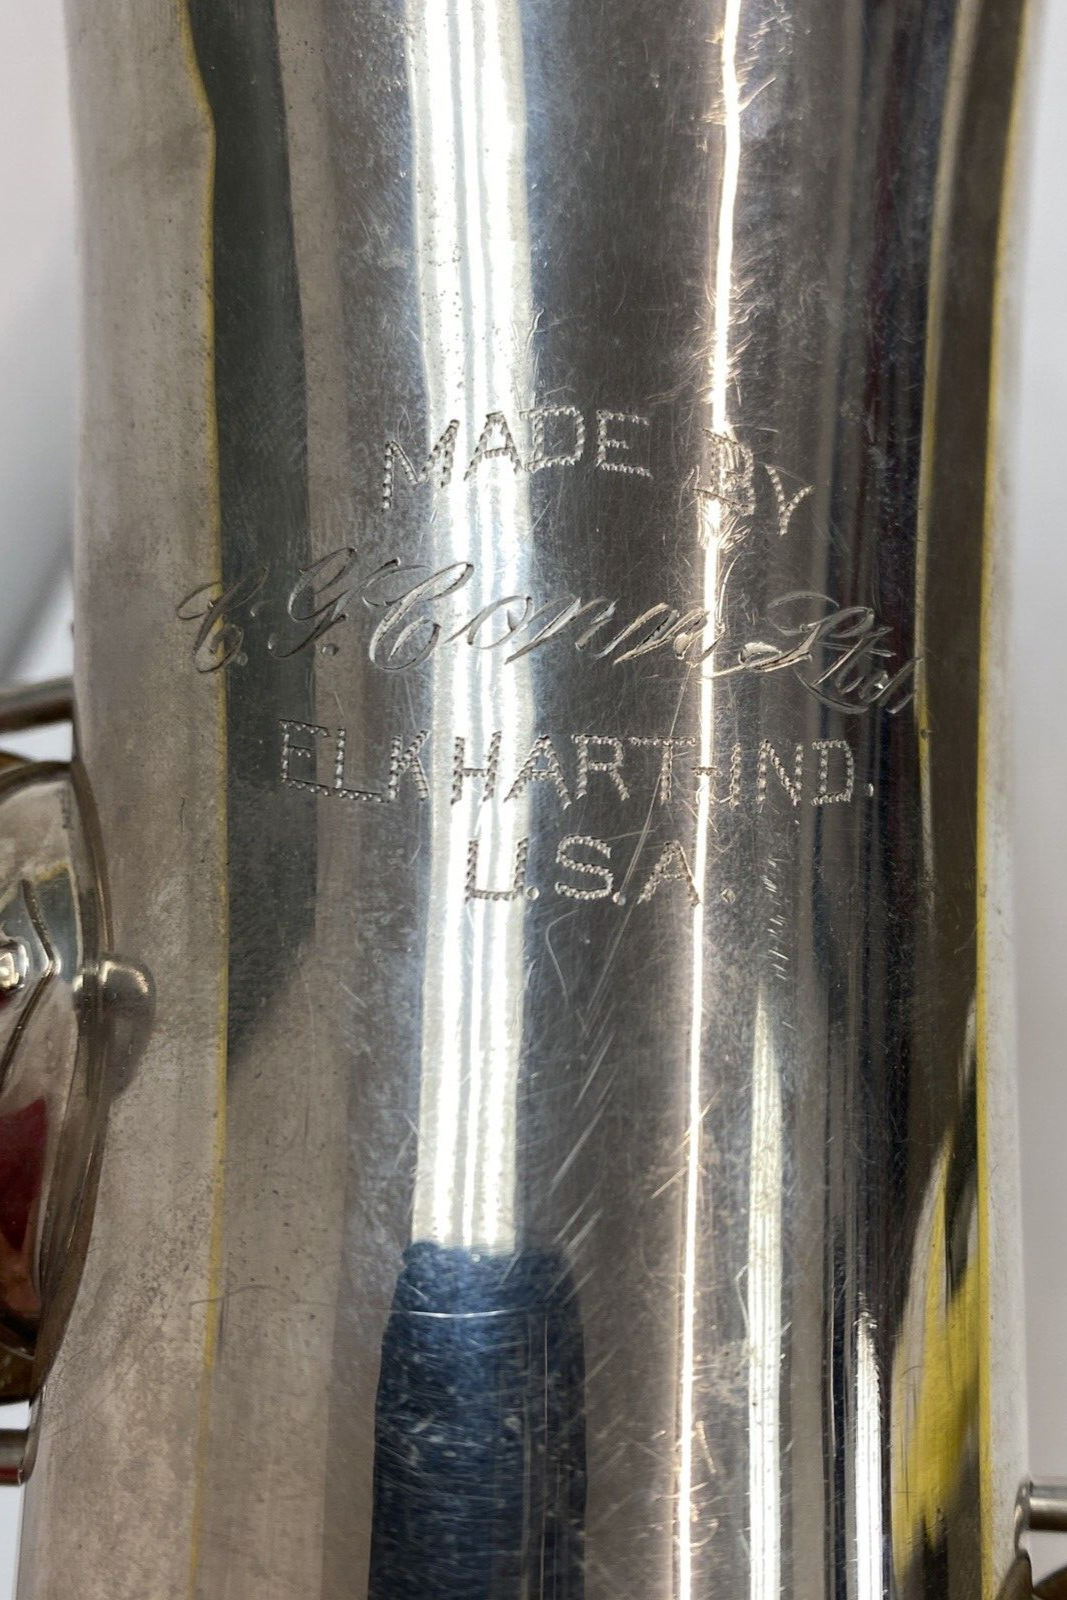 MADE BY
C.G. Conn Ltd.
ELKHART-IND.
U.S.A.